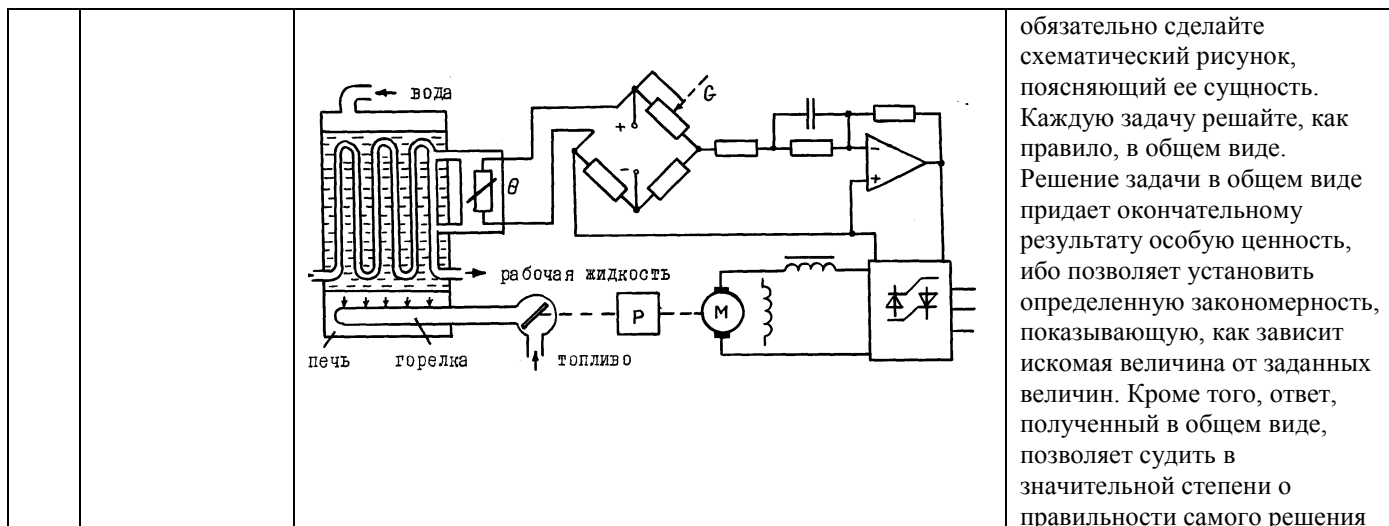 вода
G
+
-
θ
-
+
рабочая жидкость
P
M
печь
горелка
топливо
обязательно сделайте
схематический рисунок,
поясняющий ее сущность.
Каждую задачу решайте, как
правило, в общем виде.
Решение задачи в общем виде
придает окончательному
результату особую ценность,
ибо позволяет установить
определенную закономерность,
показывающую, как зависит
искомая величина от заданных
величин. Кроме того, ответ,
полученный в общем виде,
позволяет судить в
значительной степени о
правильности самого решения